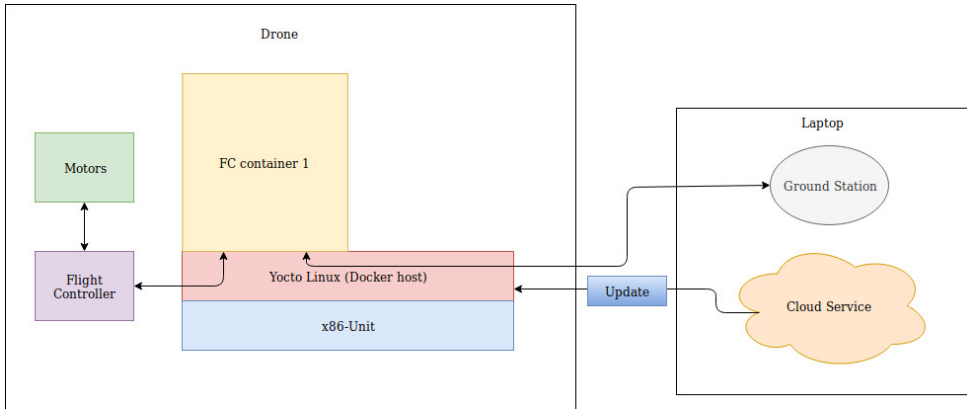 Drone
FC container 1
Motors
Flight
Controller
Yocto Linux (Docker host)
x86-Unit
Update
Laptop
Ground Station
Cloud Service